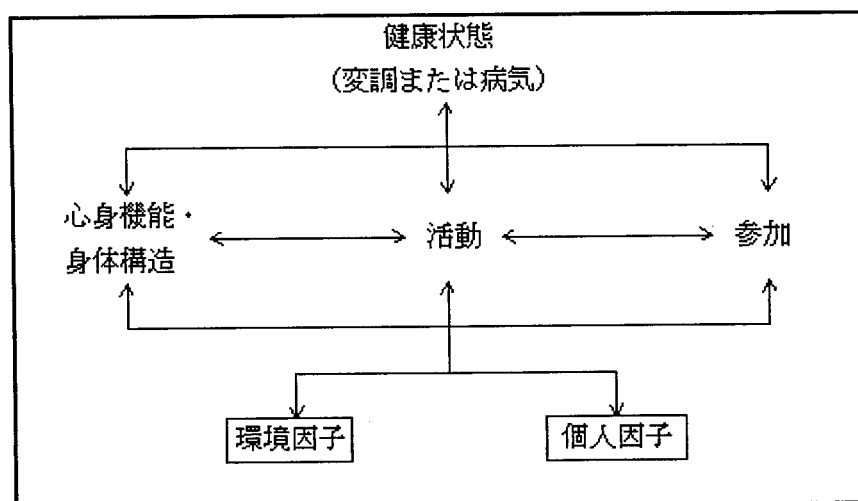 健康状態
(変調または病気)
心身機能・
身体構造
活動
参加
環境因子
個人因子